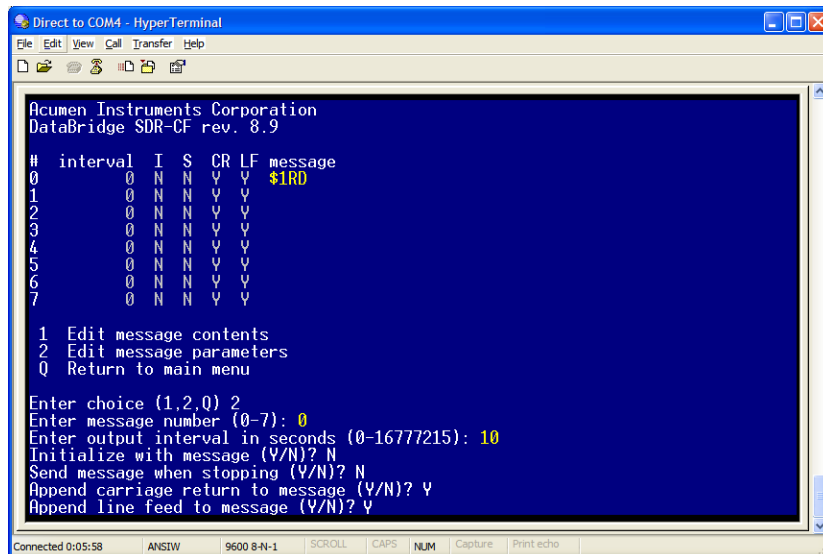 Direct to COM4 - HyperTerminal
File Edit View Call Transfer Help
Acumen Instruments Corporation
DataBridge SDR-CF rev. 8.9
# interval I S CR LF message
0 0 N N Y Y $1RD
1 0 N N Y Y
2 0 N N Y Y
3 0 N N Y Y
4 0 N N Y Y
5 0 N N Y Y
6 0 N N Y Y
7 0 N N Y Y
1 Edit message contents
2 Edit message parameters
Q Return to main menu
Enter choice (1,2,Q) 2
Enter message number (0-7): 0
Enter output interval in seconds (0-16777215): 10
Initialize with message (Y/N)? N
Send message when stopping (Y/N)? N
Append carriage return to message (Y/N)? Y
Append line feed to message (Y/N)? Y
Connected 0:05:58 ANSIW 9600 8-N-1 SCROLL CAPS NUM Capture Print echo